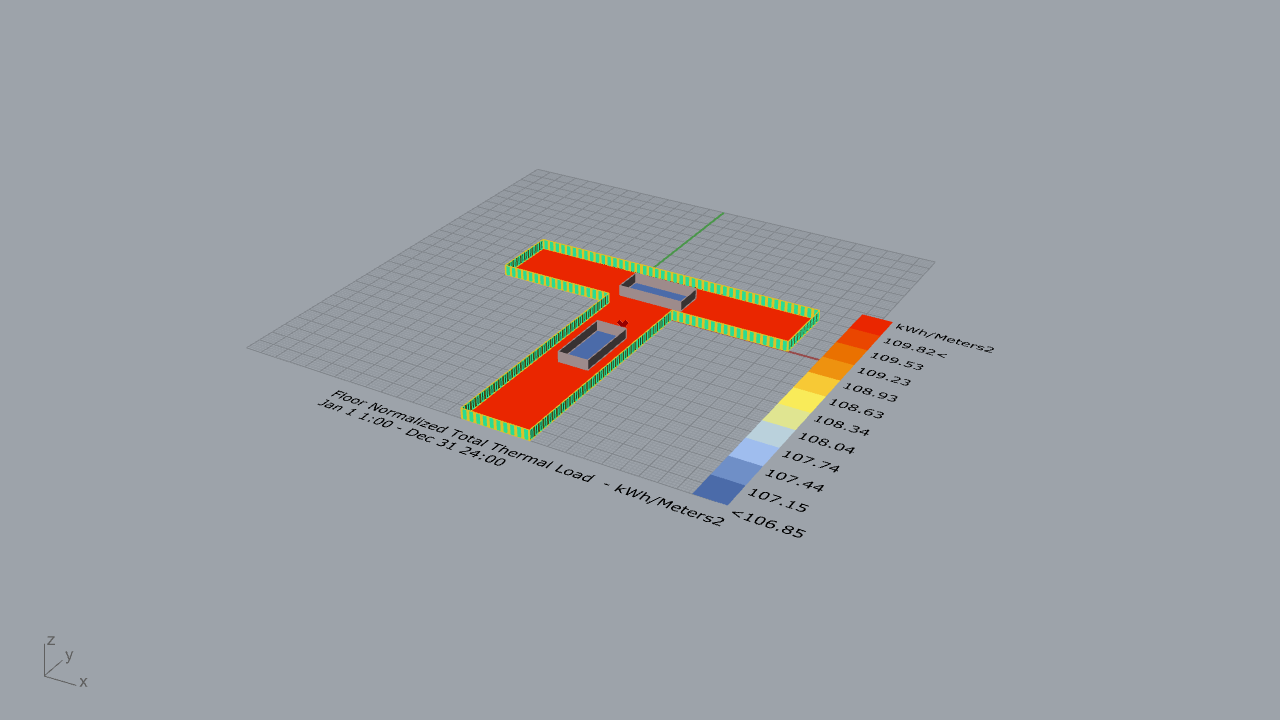 kWh/Meters2
109.82<
109.53
109.23
108.93
108.63
108.34
108.04
107.74
107.44
107.15
<106.85
Floor Normalized Total Thermal Load - kWh/Meters2
Jan 1 1:00 - Dec 31 24:00
z
y
x